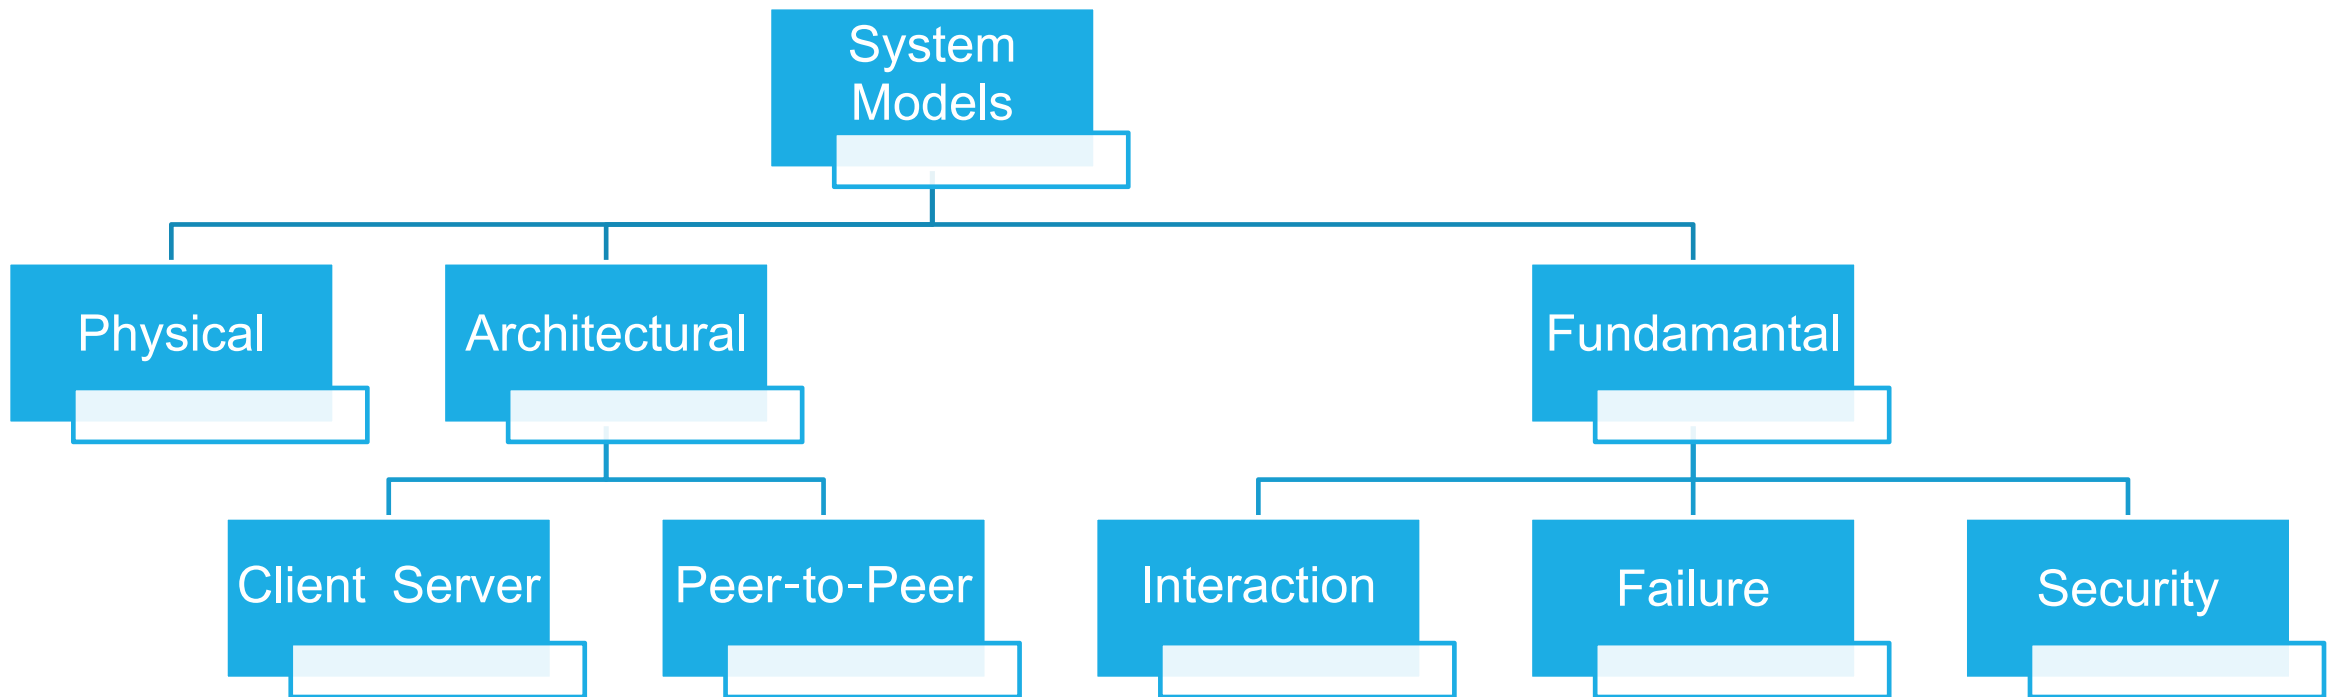 System
Models
Physical
Architectural
Fundamantal
Client  Server
Peer-to-Peer
Interaction
Failure
Security